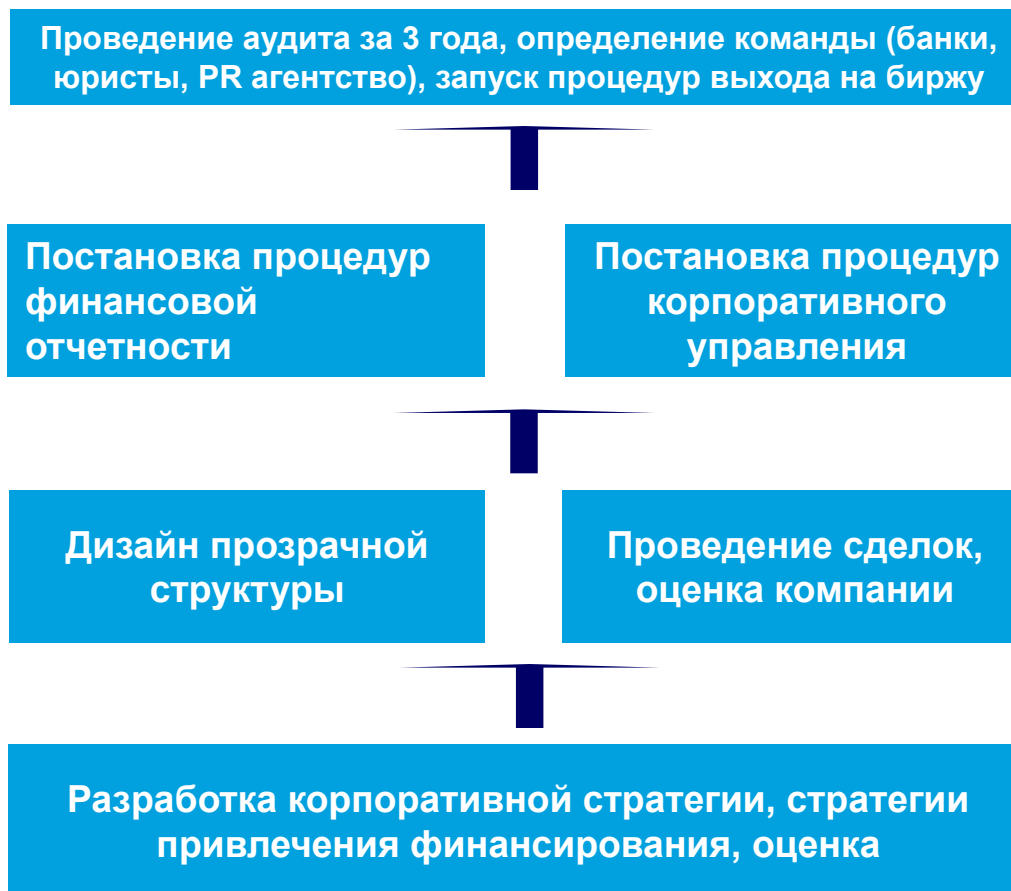 Проведение аудита за 3 года, определение команды (банки,
юристы, PR агентство), запуск процедур выхода на биржу
Постановка процедур
финансовой
отчетности
Постановка процедур
корпоративного
управления
Дизайн прозрачной
структуры
Проведение сделок,
оценка компании
Разработка корпоративной стратегии, стратегии
привлечения финансирования, оценка